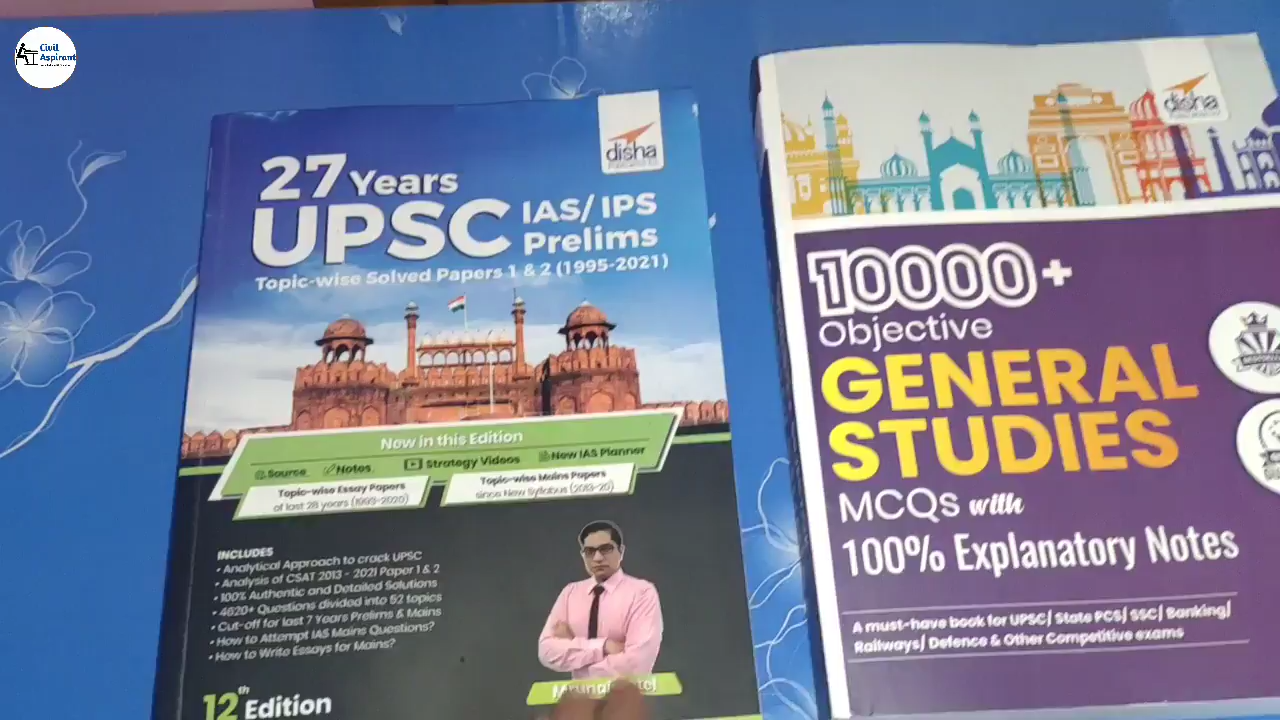 Civil
Aspirant
disha
27 Years
UPSC IAS/ IPS
Prelims
Topic-wise Solved Papers 1 & 2 (1995-2021)
New in this Edition
Source Notes Strategy Videos New IAS Planner
Topic-wise Essay Papers
of last 28 years (1993-2020)
Topic-wise Mains Papers
since New Syllabus (2013-20)
INCLUDES
• Analytical Approach to crack UPSC
• Analysis of CSAT 2013 - 2021 Paper 1 & 2
• 100% Authentic and Detailed Solutions
• 4620+ Questions divided into 52 topics
• Cut-off for last 7 Years Prelims & Mains
• How to Attempt IAS Mains Questions?
• How to Write Essays for Mains?
12th Edition
disha
10000+
Objective
GENERAL
STUDIES
MCQs with
100% Explanatory Notes
A must-have book for UPSC/ State PCS/ SSC/ Banking/
Railways/ Defence & Other Competitive exams